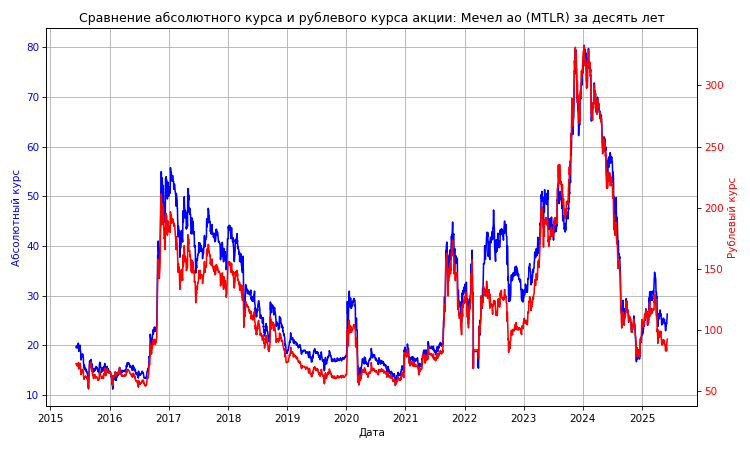 Сравнение абсолютного курса и рублевого курса акции: Мечел ао (MTLR) за десять лет
Абсолютный курс
80
70
60
50
40
30
20
10
Рублевый курс
300
250
200
150
100
50
2015 2016 2017 2018 2019 2020 2021 2022 2023 2024 2025
Дата